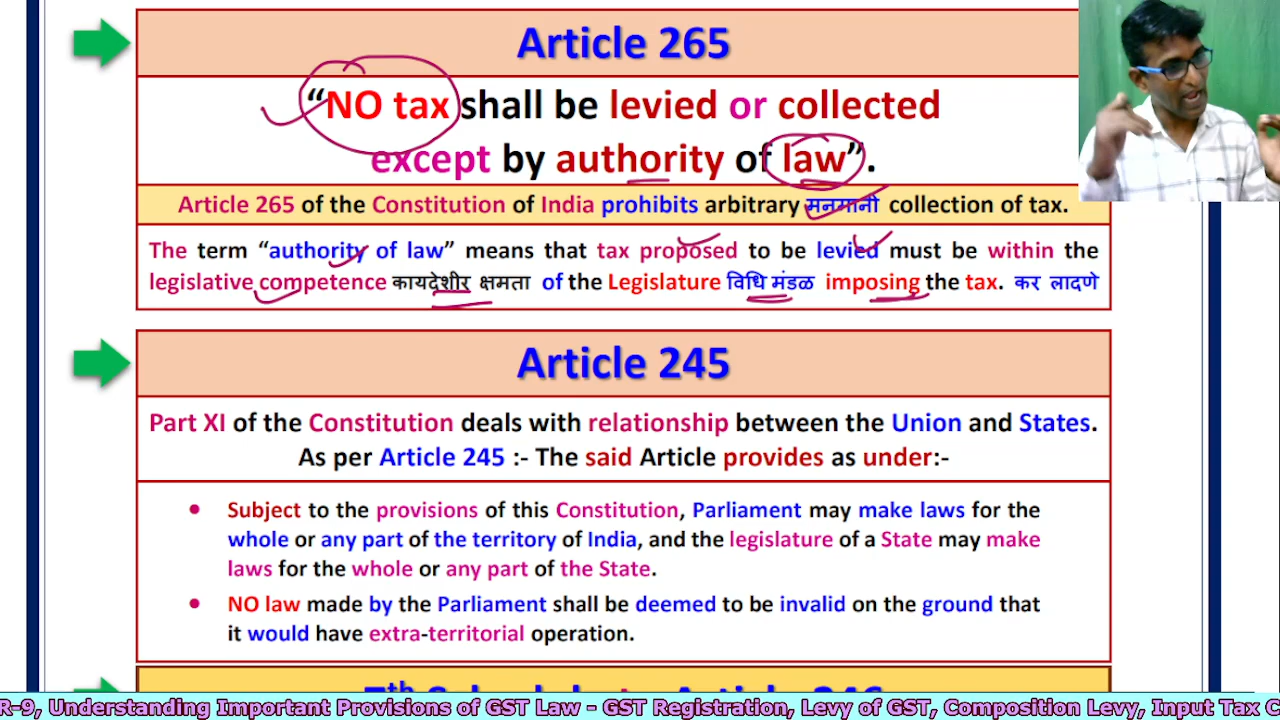 Article 265
“NO tax shall be levied or collected
except by authority of law”.
Article 265 of the Constitution of India prohibits arbitrary मनमानी collection of tax.
The term “authority of law” means that tax proposed to be levied must be within the
legislative competence कायदेशीर क्षमता of the Legislature विधि मंडळ imposing the tax. कर लादणे
Article 245
Part XI of the Constitution deals with relationship between the Union and States.
As per Article 245 :- The said Article provides as under:-
• Subject to the provisions of this Constitution, Parliament may make laws for the
whole or any part of the territory of India, and the legislature of a State may make
laws for the whole or any part of the State.
• NO law made by the Parliament shall be deemed to be invalid on the ground that
it would have extra-territorial operation.
R-9, Understanding Important Provisions of GST Law - GST Registration, Levy of GST, Composition Levy, Input Tax C